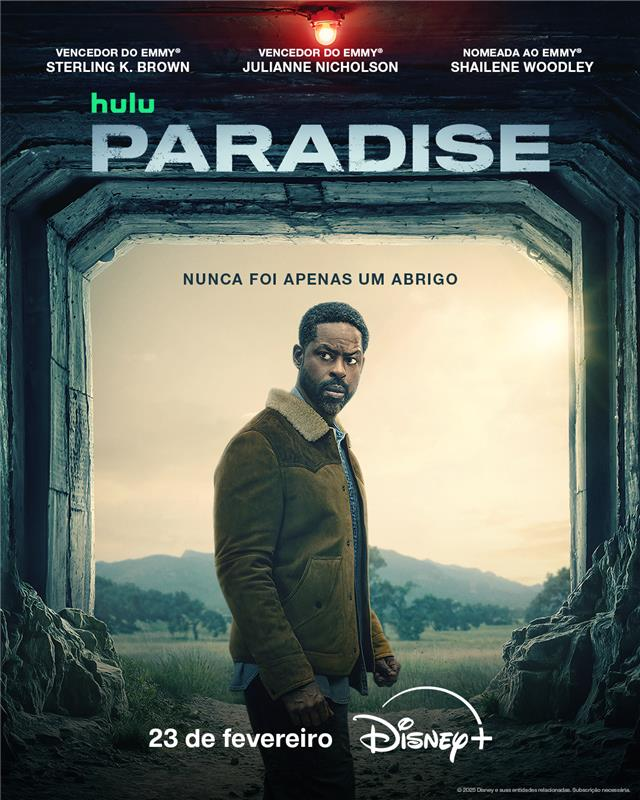 VENCEDOR DO EMMY®
STERLING K. BROWN
VENCEDOR DO EMMY®
JULIANNE NICHOLSON
NOMEADA AO EMMY®
SHAILENE WOODLEY
hulu
PARADISE
NUNCA FOI APENAS UM ABRIGO
23 de fevereiro
Disney+
© 2025 Disney e suas entidades relacionadas. Subscrição necessária.